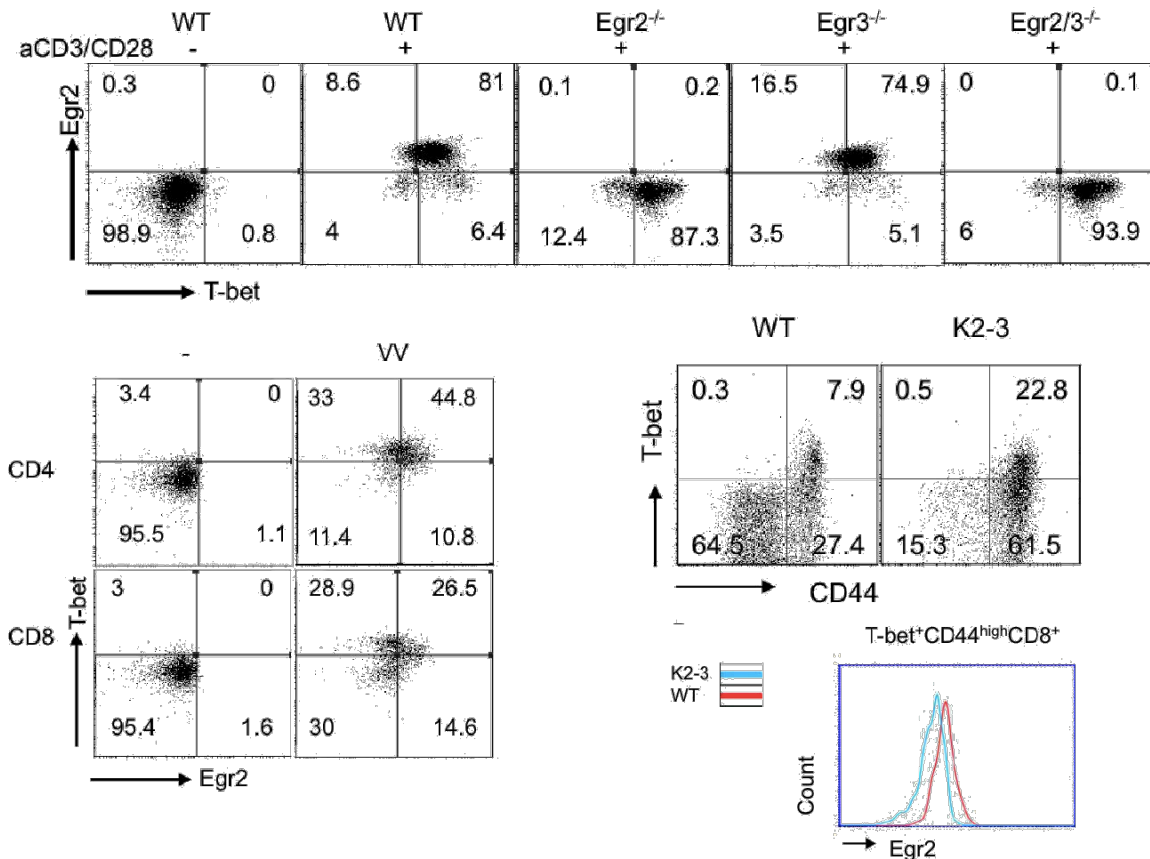 WT WT Egr2-/- Egr3-/- Egr2/3-/-
aCD3/CD28 - + + + +
0.3 0 8.6 81 0.1 0.2 16.5 74.9 0 0.1
Egr2
98.9 0.8 4 6.4 12.4 87.3 3.5 5.1 6 93.9
T-bet
- VV
3.4 0 33 44.8
CD4
95.5 1.1 11.4 10.8
3 0 28.9 26.5
CD8
T-bet
95.4 1.6 30 14.6
Egr2
WT K2-3
0.3 7.9 0.5 22.8
T-bet
64.5 27.4 15.3 61.5
CD44
T-bet+CD44highCD8+
K2-3
WT
Count
Egr2